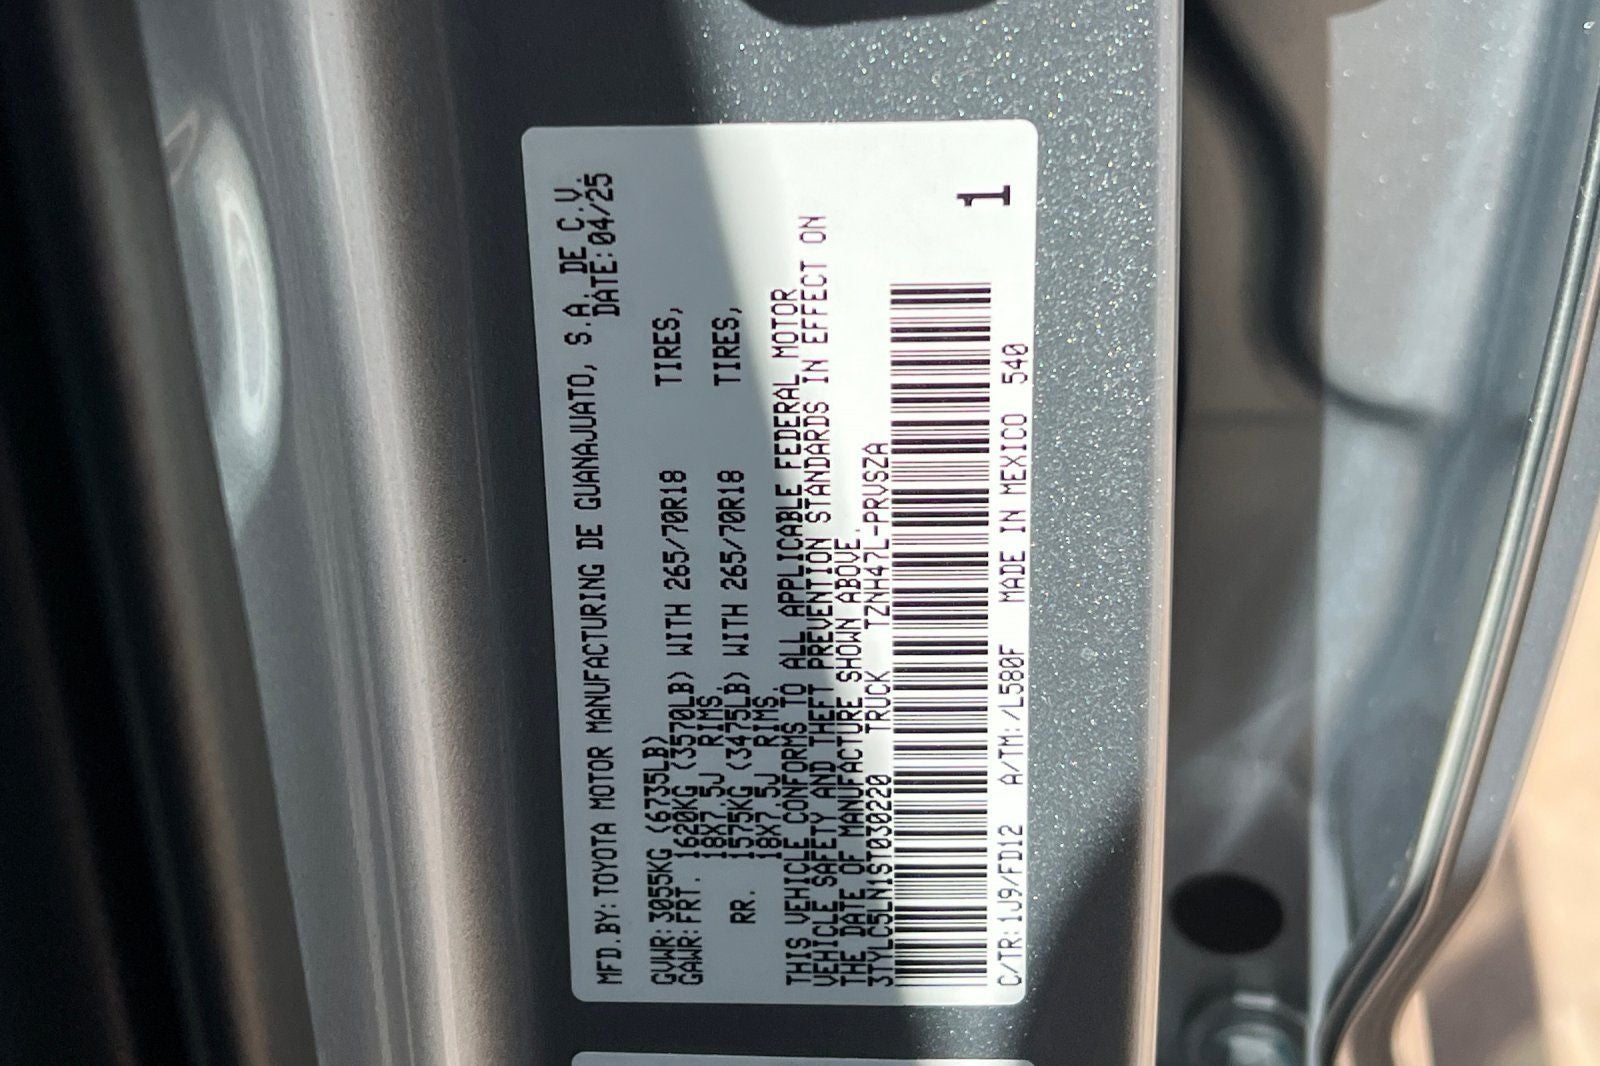 MFD.BY:TOYOTA MOTOR MANUFACTURING DE GUANAJUATO, S.A. DE C.V.
DATE:04/25
GVWR:3055KG (6735LB)
GAWR:FRT. 1620KG (3570LB) WITH 265/70R18 TIRES,
18X7.5J RIMS.
RR. 1575KG (3475LB) WITH 265/70R18 TIRES,
18X7.5J RIMS.
THIS VEHICLE CONFORMS TO ALL APPLICABLE FEDERAL MOTOR
VEHICLE SAFETY AND THEFT PREVENTION STANDARDS IN EFFECT ON
THE DATE OF MANUFACTURE SHOWN ABOVE.
3TYLC5LN1ST030220 TRUCK TZNH47L-PRVSZA
1
C/TR:1J9/FD12 A/TM:/L580F MADE IN MEXICO 540